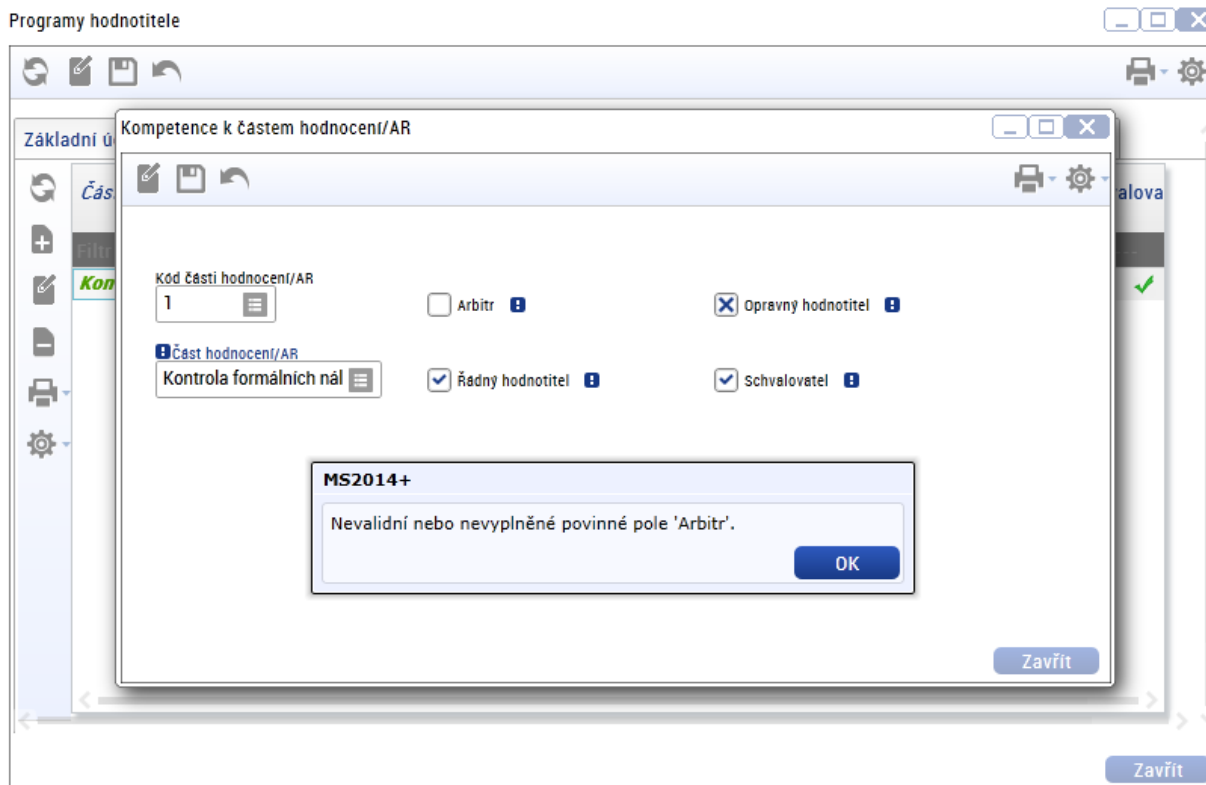 Programy hodnotitele
Základní ú
Kompetence k částem hodnocení/AR
Čás
alova
Filtr
Kon
Kód části hodnocení/AR
1
Arbitr
Opravný hodnotitel
Část hodnocení/AR
Kontrola formálních nál
Řádný hodnotitel
Schvalovatel
MS2014+
Nevalidní nebo nevyplněné povinné pole 'Arbitr'.
OK
Zavřít
Zavřít